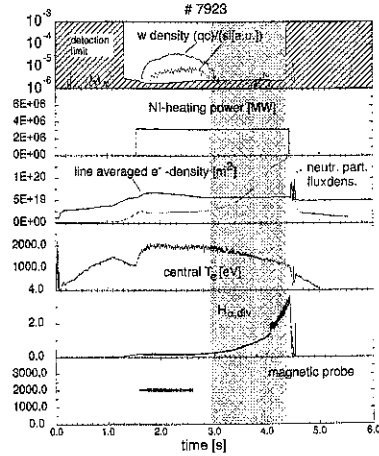 # 7923
10⁻³
10⁻⁴
10⁻⁵
10⁻⁶
detection
limit
w density (qc)/(sl[a.u.])
6E+06
4E+06
2E+06
0E+00
NI-heating power [MW]
line averaged e⁻-density [m⁻²]
1E+20
5E+19
0E+00
neutr. part.
fluxdens.
2000.0
1000.0
4.0
central Tₑ [eV]
2.0
0.0
Hα,div
3000.0
2000.0
1000.0
0.0
magnetic probe
0.0 1.0 2.0 3.0 4.0 5.0 6.0
time [s]